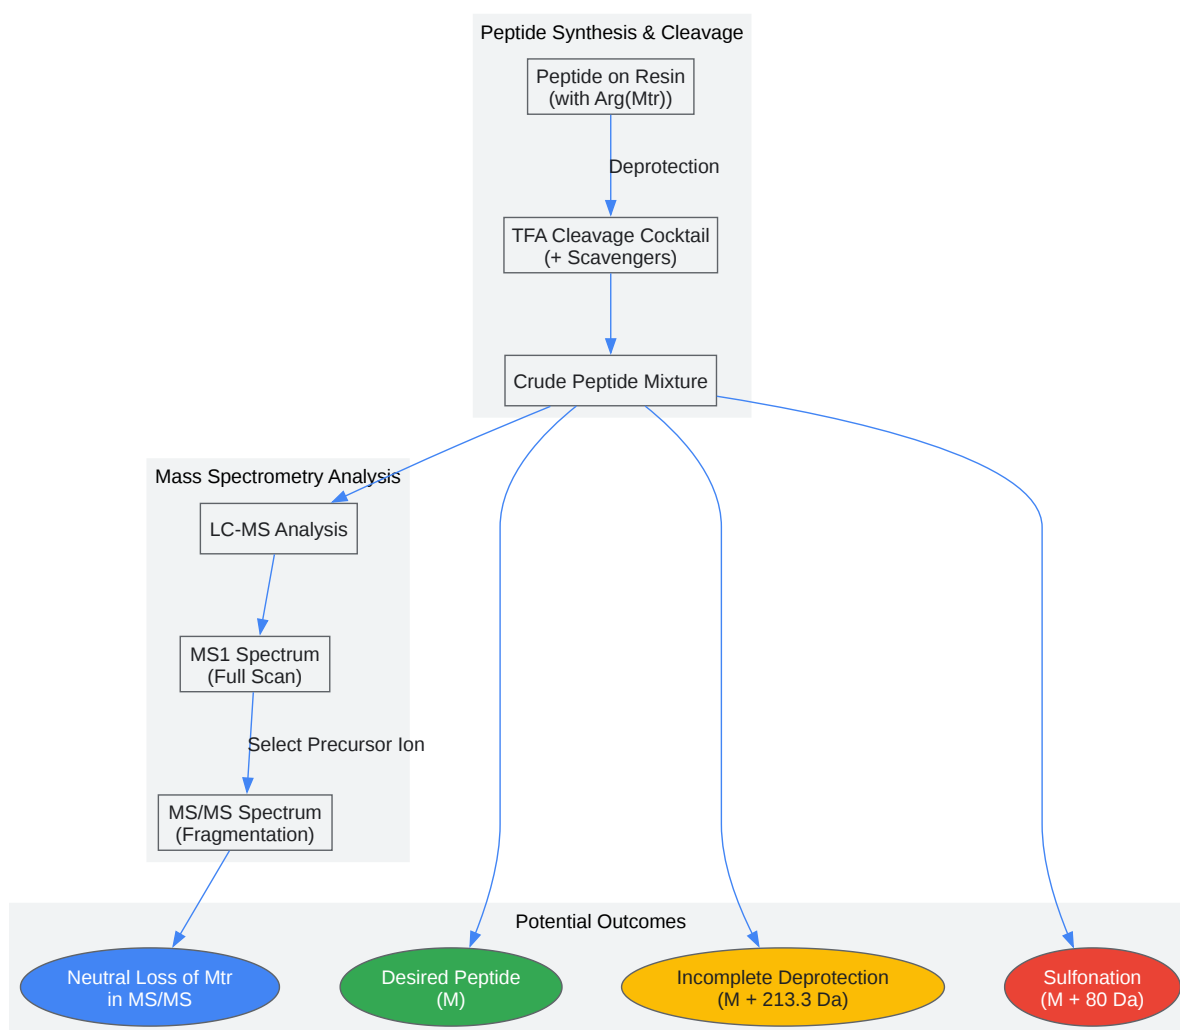 Peptide Synthesis & Cleavage
Peptide on Resin
(with Arg(Mtr))
Deprotection
TFA Cleavage Cocktail
(+ Scavengers)
Crude Peptide Mixture
Mass Spectrometry Analysis
LC-MS Analysis
MS1 Spectrum
(Full Scan)
Select Precursor Ion
MS/MS Spectrum
(Fragmentation)
Potential Outcomes
Neutral Loss of Mtr
in MS/MS
Desired Peptide
(M)
Incomplete Deprotection
(M + 213.3 Da)
Sulfonation
(M + 80 Da)